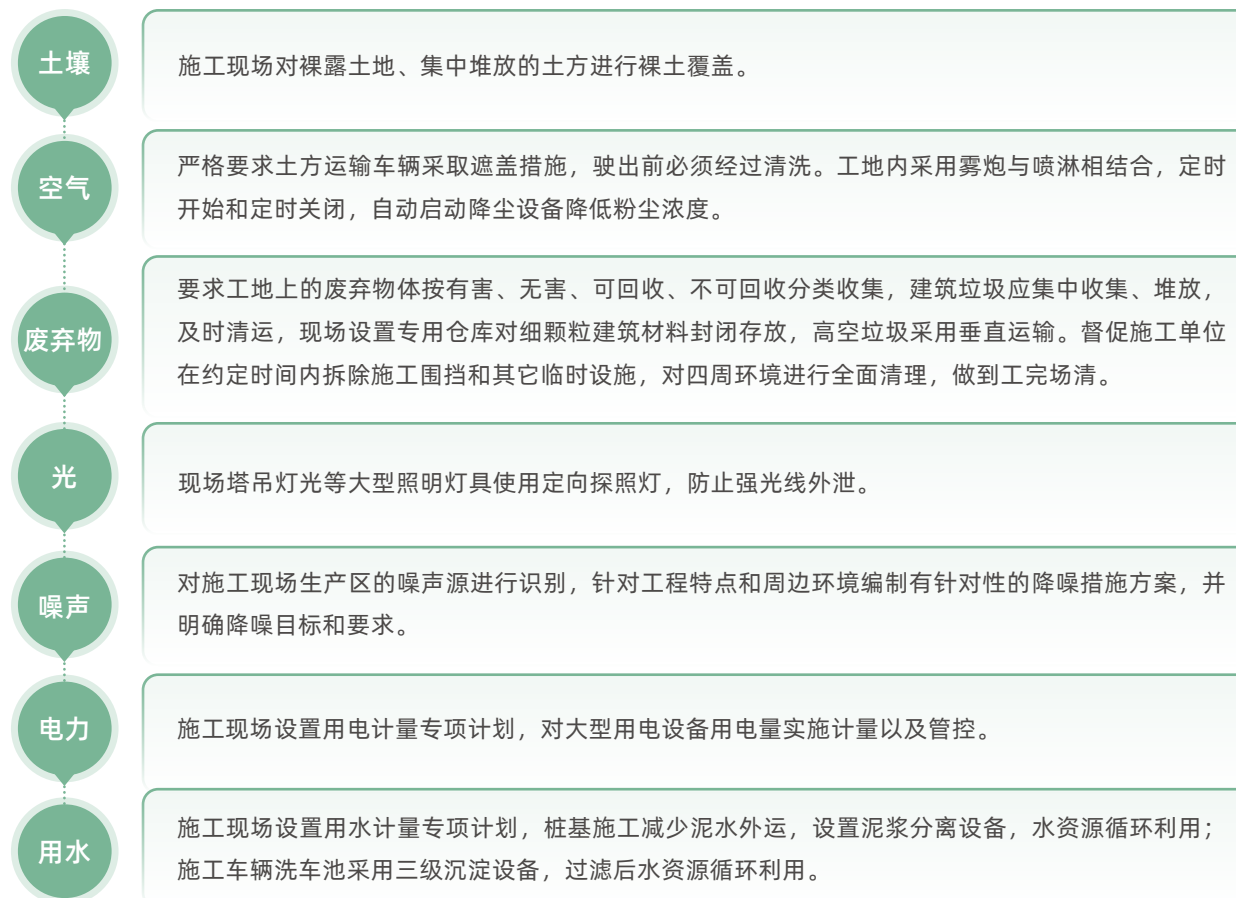 土壤
施工现场对裸露土地、集中堆放的土方进行裸土覆盖。
空气
严格要求土方运输车辆采取遮盖措施，驶出前必须经过清洗。工地内采用雾炮与喷淋相结合，定时
开始和定时关闭，自动启动降尘设备降低粉尘浓度。
废弃物
要求工地上的废弃物体按有害、无害、可回收、不可回收分类收集，建筑垃圾应集中收集、堆放，
及时清运，现场设置专用仓库对细颗粒建筑材料封闭存放，高空垃圾采用垂直运输。督促施工单位
在约定时间内拆除施工围挡和其它临时设施，对四周环境进行全面清理，做到工完场清。
光
现场塔吊灯光等大型照明灯具使用定向探照灯，防止强光线外泄。
噪声
对施工现场生产区的噪声源进行识别，针对工程特点和周边环境编制有针对性的降噪措施方案，并
明确降噪目标和要求。
电力
施工现场设置用电计量专项计划，对大型用电设备用电量实施计量以及管控。
用水
施工现场设置用水计量专项计划，桩基施工减少泥水外运，设置泥浆分离设备，水资源循环利用；
施工车辆洗车池采用三级沉淀设备，过滤后水资源循环利用。